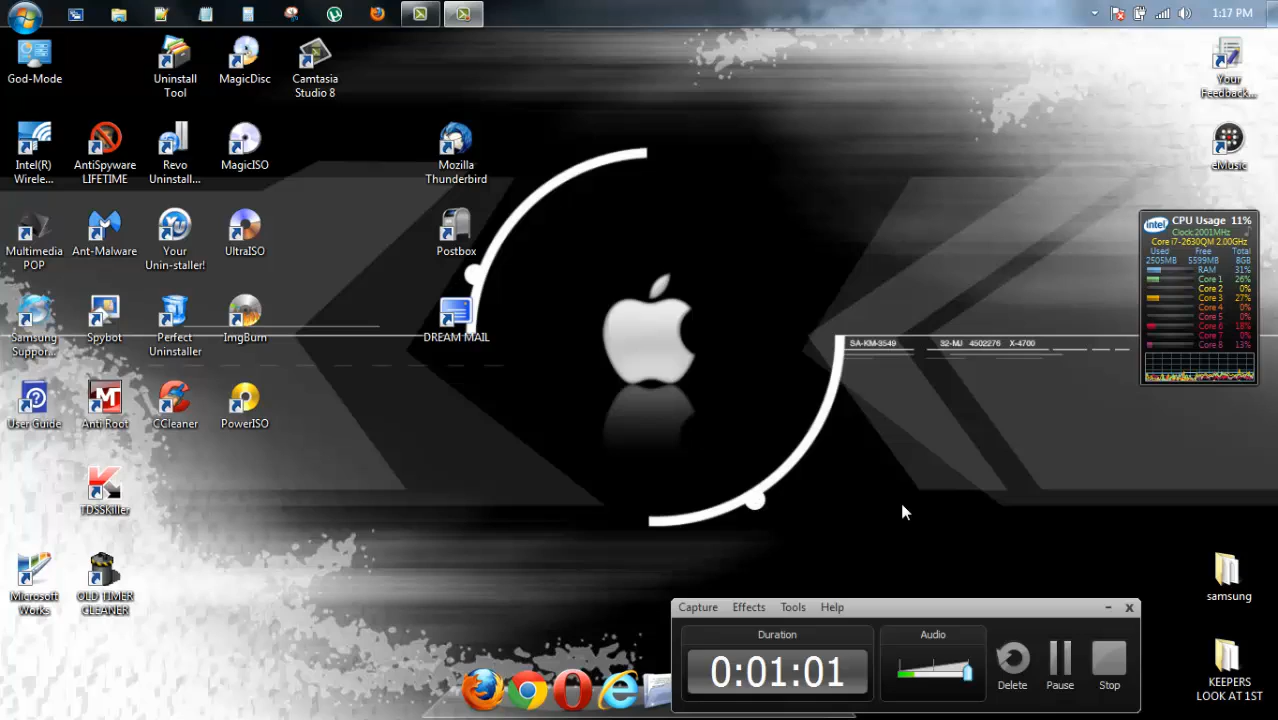 1:17 PM
God-Mode
Uninstall
Tool
MagicDisc
Camtasia
Studio 8
Your
Feedback...
Intel(R)
Wirele...
AntiSpyware
LIFETIME
Revo
Uninstall...
MagicISO
Mozilla
Thunderbird
eMusic
Multimedia
POP
Ant-Malware
Your
Unin-staller!
UltraISO
Postbox
intel
CPU Usage 11%
Clock:2001MHz
Core i7-2630QM 2.00GHz
Used Free Total
2505MB 5599MB 8GB
RAM 31%
Core 1 26%
Core 2 0%
Core 3 27%
Core 4 0%
Core 5 0%
Core 6 18%
Core 7 0%
Core 8 13%
Samsung
Suppor...
Spybot
Perfect
Uninstaller
ImgBurn
DREAM MAIL
SA-KM-3549 32-MJ 4502276 X-4700
User Guide
Anti Root
CCleaner
PowerISO
TDSSKiller
Microsoft
Works
OLD TIMER
CLEANER
samsung
KEEPERS
LOOK AT 1ST
Capture Effects Tools Help
Duration
0:01:01
Audio
Delete
Pause
Stop